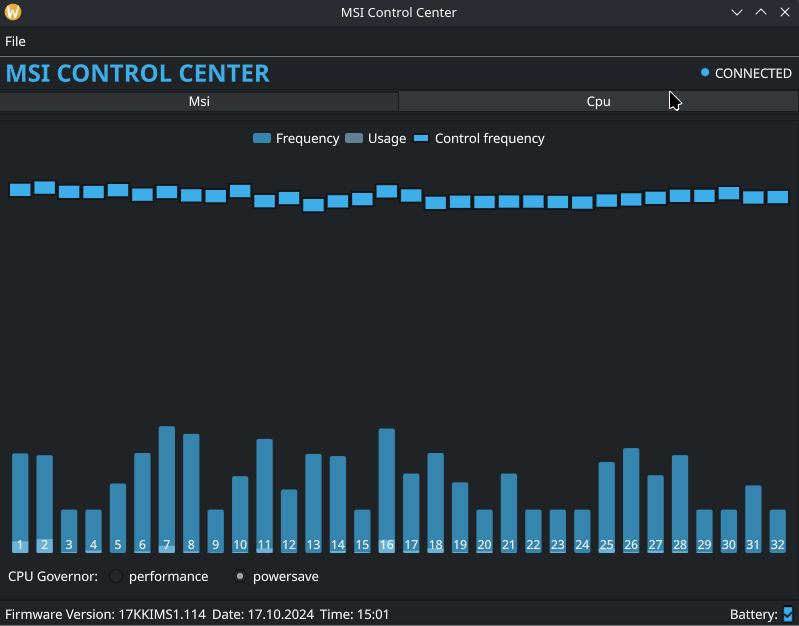 W MSI Control Center
File
MSI CONTROL CENTER CONNECTED
Msi Cpu
Frequency Usage Control frequency
1 2 3 4 5 6 7 8 9 10 11 12 13 14 15 16 17 18 19 20 21 22 23 24 25 26 27 28 29 30 31 32
CPU Governor: performance powersave
Firmware Version: 17KKIMS1.114 Date: 17.10.2024 Time: 15:01 Battery: